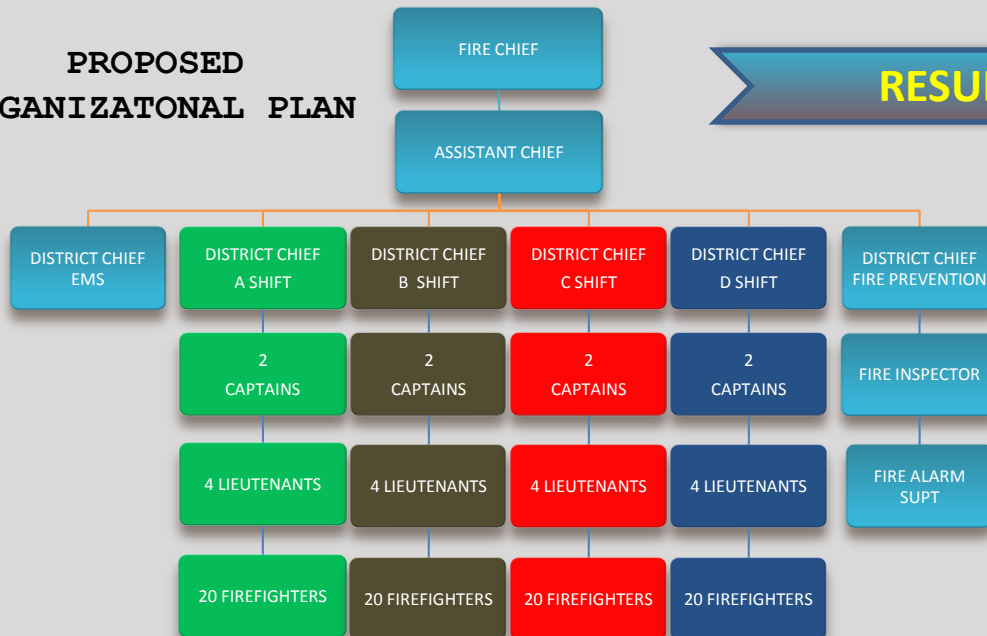 PROPOSED
GANIZATONAL PLAN
FIRE CHIEF
RESU
ASSISTANT CHIEF
DISTRICT CHIEF
EMS
DISTRICT CHIEF
A SHIFT
DISTRICT CHIEF
B SHIFT
DISTRICT CHIEF
C SHIFT
DISTRICT CHIEF
D SHIFT
DISTRICT CHIEF
FIRE PREVENTION
2
CAPTAINS
2
CAPTAINS
2
CAPTAINS
2
CAPTAINS
FIRE INSPECTOR
4 LIEUTENANTS
4 LIEUTENANTS
4 LIEUTENANTS
4 LIEUTENANTS
FIRE ALARM
SUPT
20 FIREFIGHTERS
20 FIREFIGHTERS
20 FIREFIGHTERS
20 FIREFIGHTERS